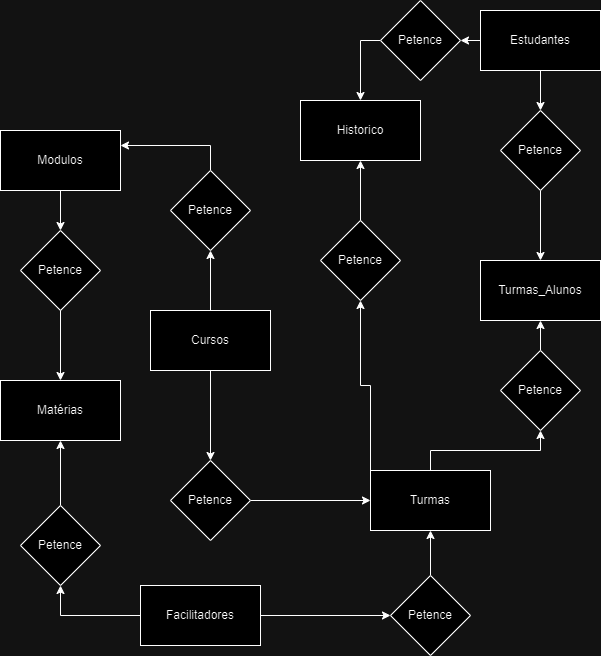 Petence
Estudantes
Historico
Petence
Modulos
Petence
Petence
Petence
Turmas_Alunos
Cursos
Petence
Matérias
Petence
Turmas
Petence
Facilitadores
Petence